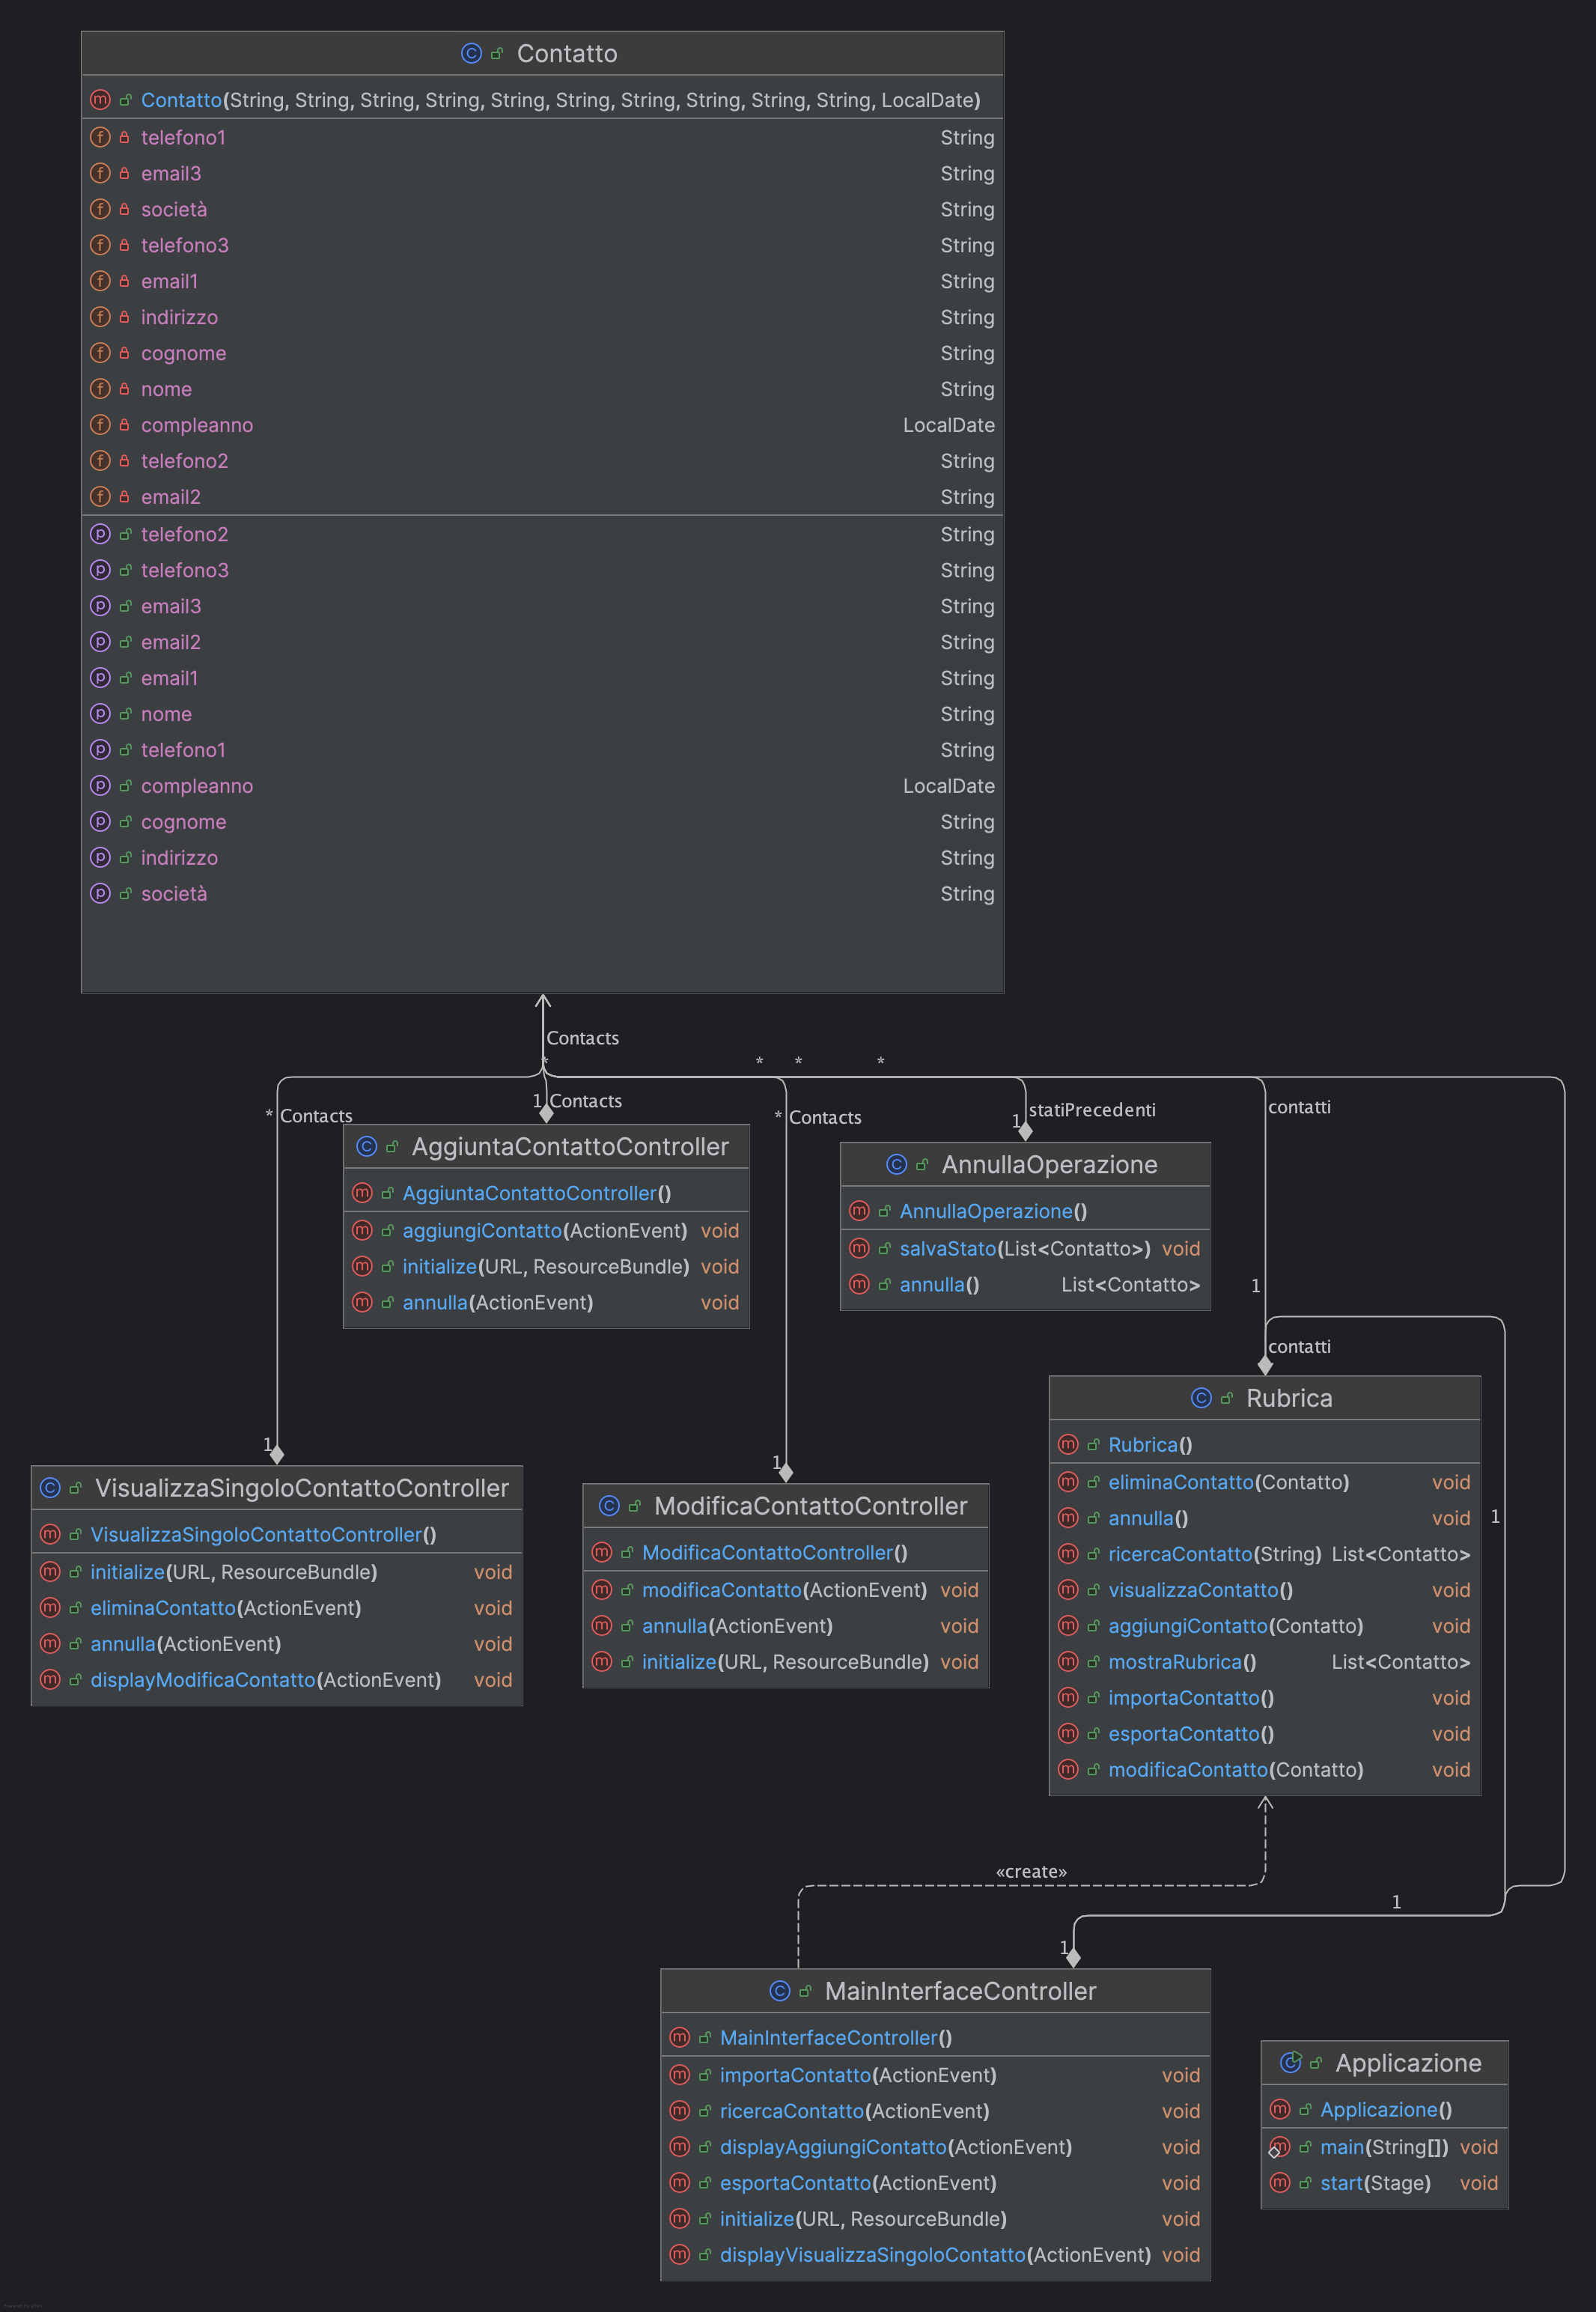 Contatto
Contatto(String, String, String, String, String, String, String, String, String, String, LocalDate)
telefono1 String
email3 String
società String
telefono3 String
email1 String
indirizzo String
cognome String
nome String
compleanno LocalDate
telefono2 String
email2 String
telefono2 String
telefono3 String
email3 String
email2 String
email1 String
nome String
telefono1 String
compleanno LocalDate
cognome String
indirizzo String
società String
Contacts
* * * *
* Contacts
1 Contacts
* Contacts
1 statiPrecedenti
contatti
AggiuntaContattoController
AggiuntaContattoController()
aggiungiContatto(ActionEvent) void
initialize(URL, ResourceBundle) void
annulla(ActionEvent) void
AnnullaOperazione
AnnullaOperazione()
salvaStato(List<Contatto>) void
annulla() List<Contatto>
1
contatti
1
Rubrica
Rubrica()
eliminaContatto(Contatto) void
annulla() void
ricercaContatto(String) List<Contatto>
visualizzaContatto() void
aggiungiContatto(Contatto) void
mostraRubrica() List<Contatto>
importaContatto() void
esportaContatto() void
modificaContatto(Contatto) void
1
VisualizzaSingoloContattoController
VisualizzaSingoloContattoController()
initialize(URL, ResourceBundle) void
eliminaContatto(ActionEvent) void
annulla(ActionEvent) void
displayModificaContatto(ActionEvent) void
1
ModificaContattoController
ModificaContattoController()
modificaContatto(ActionEvent) void
annulla(ActionEvent) void
initialize(URL, ResourceBundle) void
«create»
1
1
MainInterfaceController
MainInterfaceController()
importaContatto(ActionEvent) void
ricercaContatto(ActionEvent) void
displayAggiungiContatto(ActionEvent) void
esportaContatto(ActionEvent) void
initialize(URL, ResourceBundle) void
displayVisualizzaSingoloContatto(ActionEvent) void
Applicazione
Applicazione()
main(String[]) void
start(Stage) void